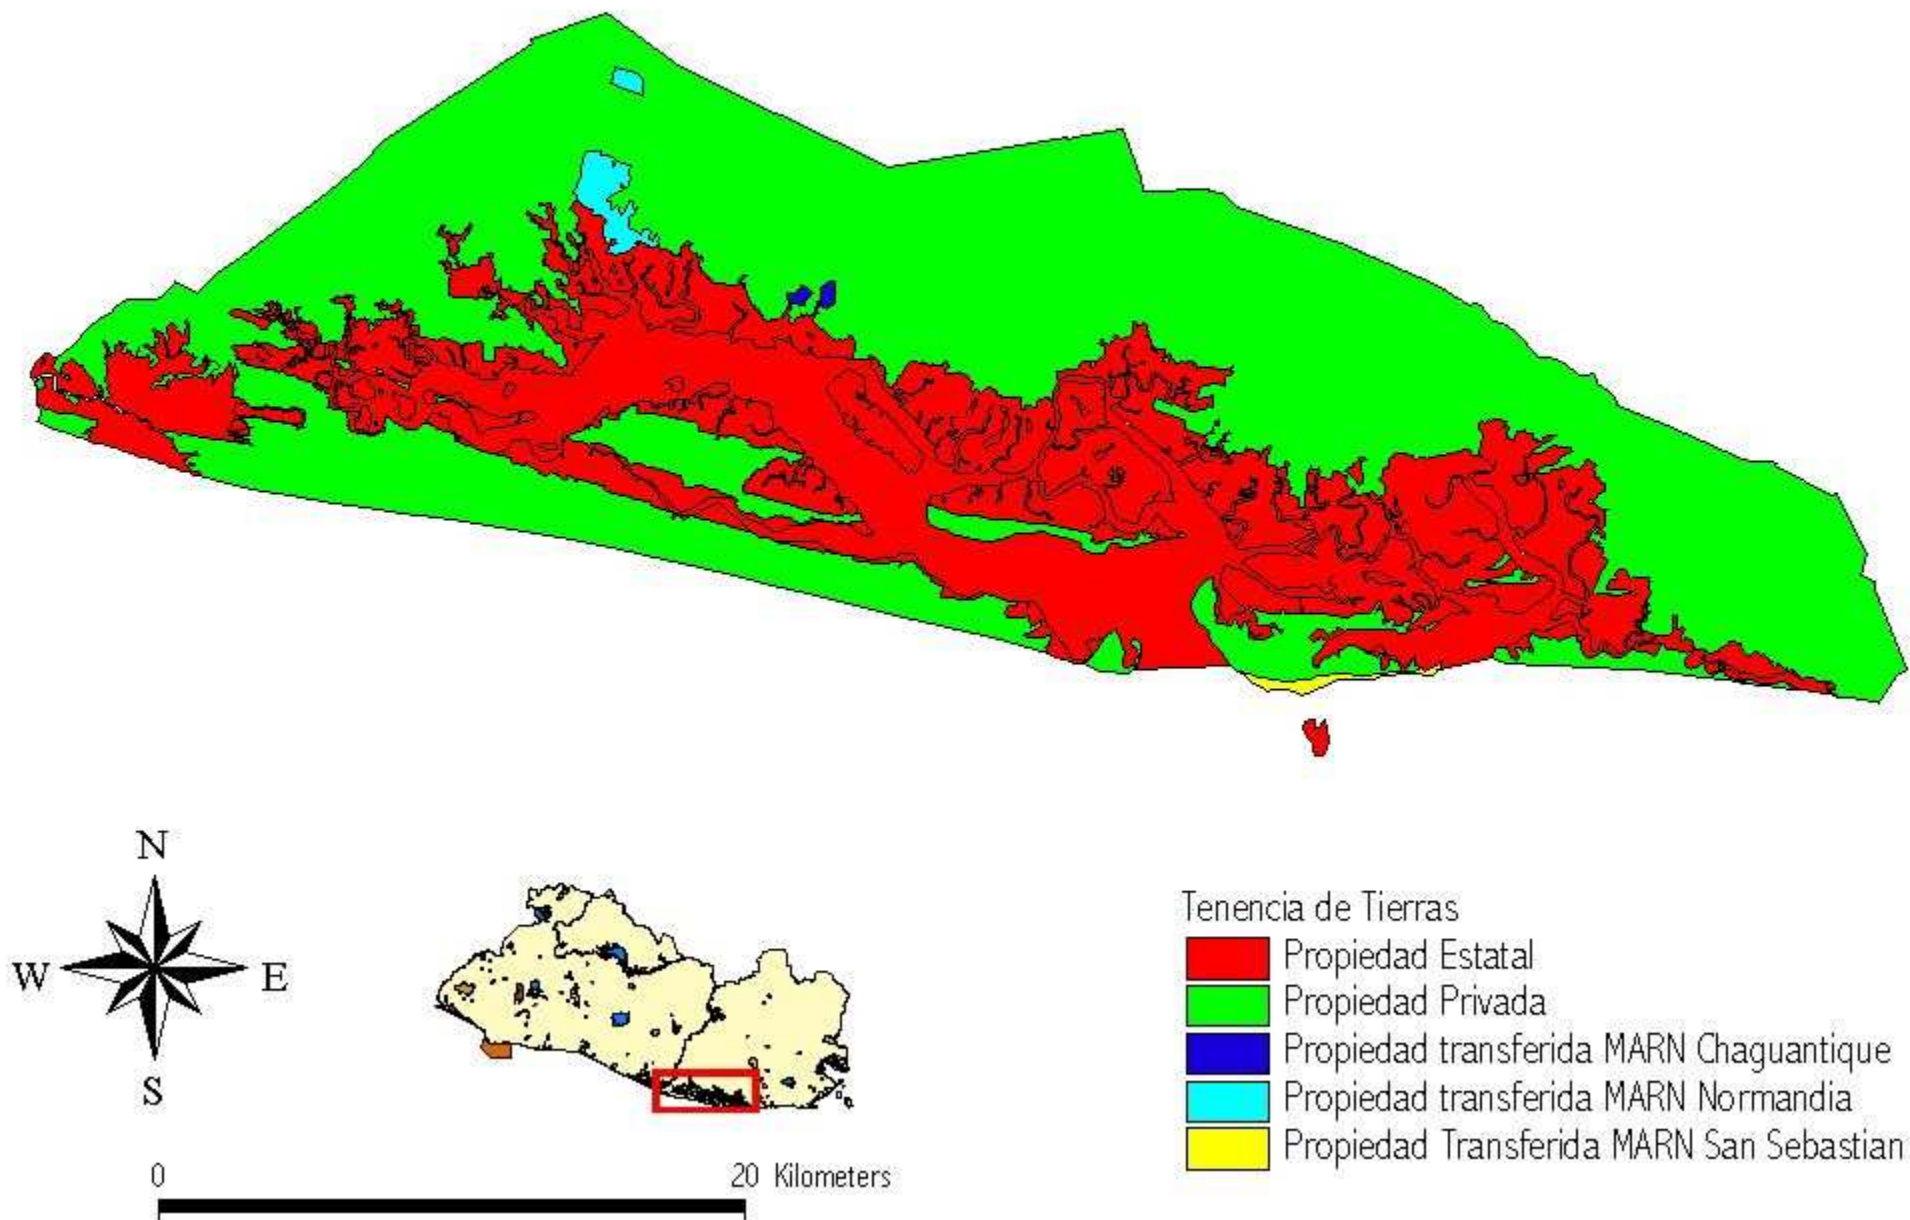 N
W
E
S
0
20 Kilometers
Tenencia de Tierras
Propiedad Estatal
Propiedad Privada
Propiedad transferida MARN Chaguantique
Propiedad transferida MARN Normandia
Propiedad Transferida MARN San Sebastian